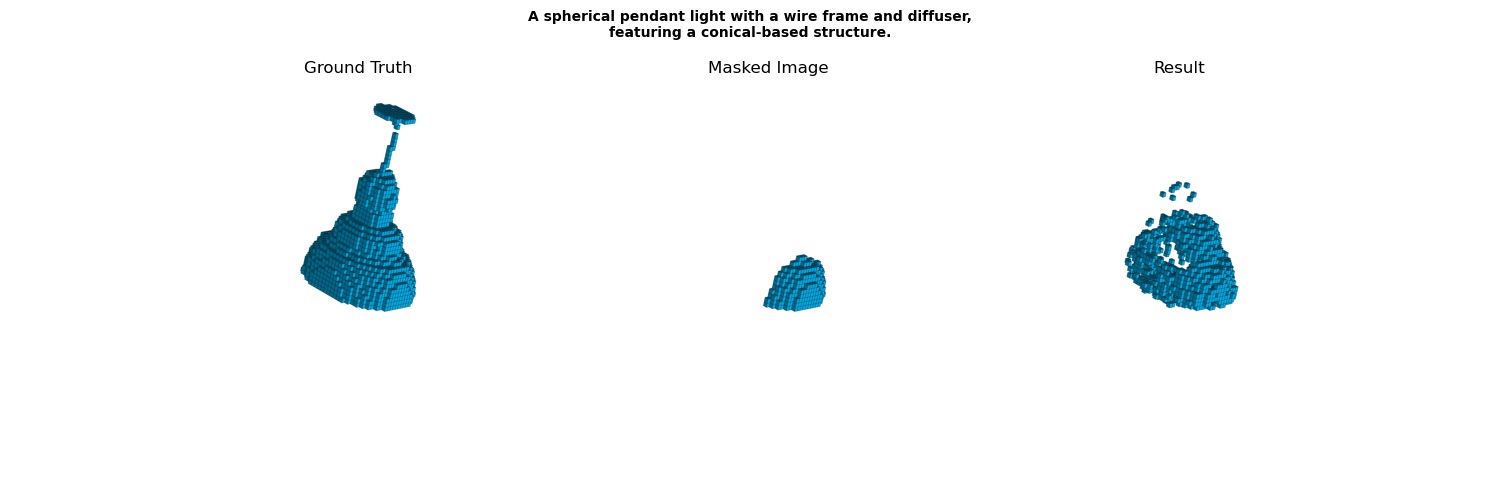 A spherical pendant light with a wire frame and diffuser,
featuring a conical-based structure.
Ground Truth
Masked Image
Result